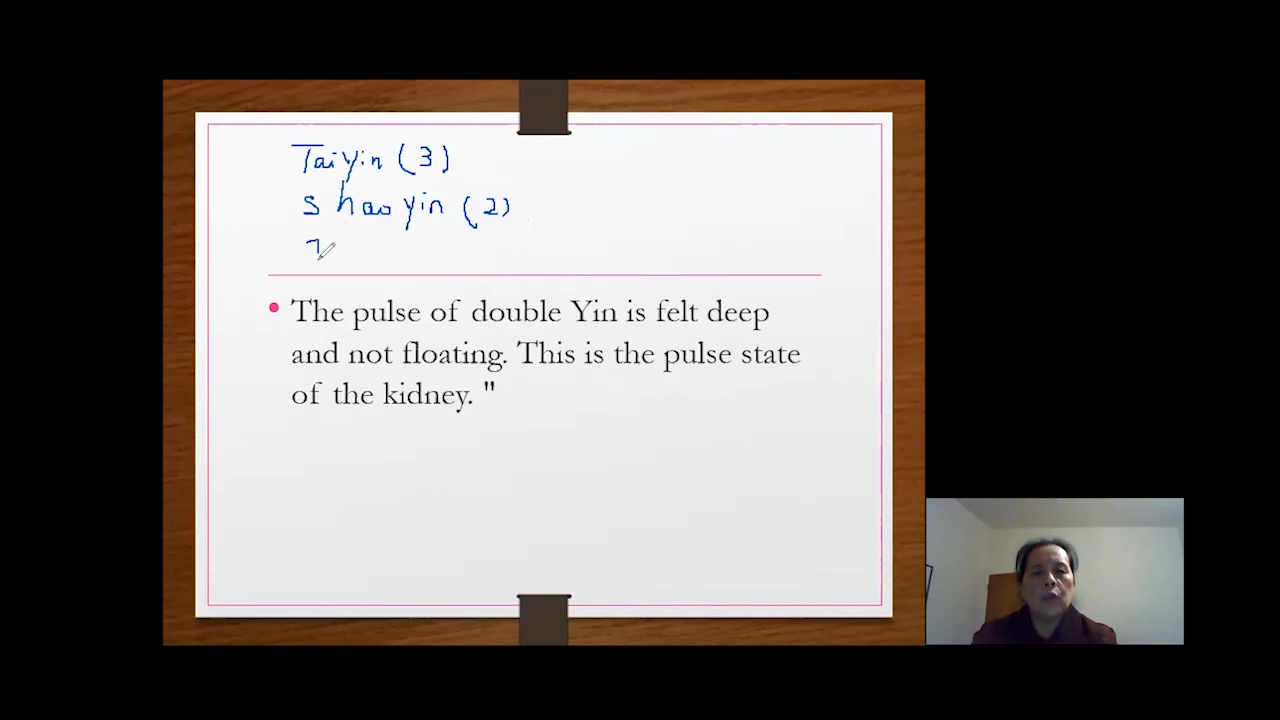 Taiyin (3)
Shaoyin (2)
The pulse of double Yin is felt deep
and not floating. This is the pulse state
of the kidney. "